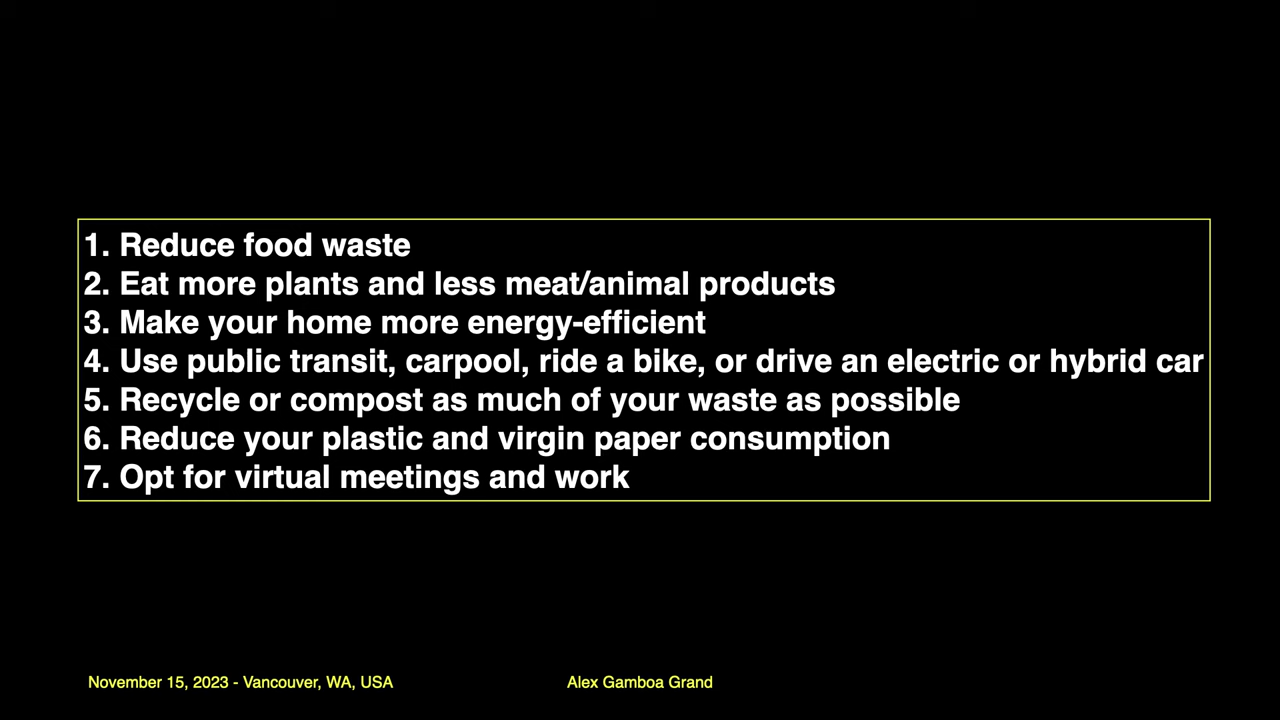 1. Reduce food waste
2. Eat more plants and less meat/animal products
3. Make your home more energy-efficient
4. Use public transit, carpool, ride a bike, or drive an electric or hybrid car
5. Recycle or compost as much of your waste as possible
6. Reduce your plastic and virgin paper consumption
7. Opt for virtual meetings and work
November 15, 2023 - Vancouver, WA, USA
Alex Gamboa Grand